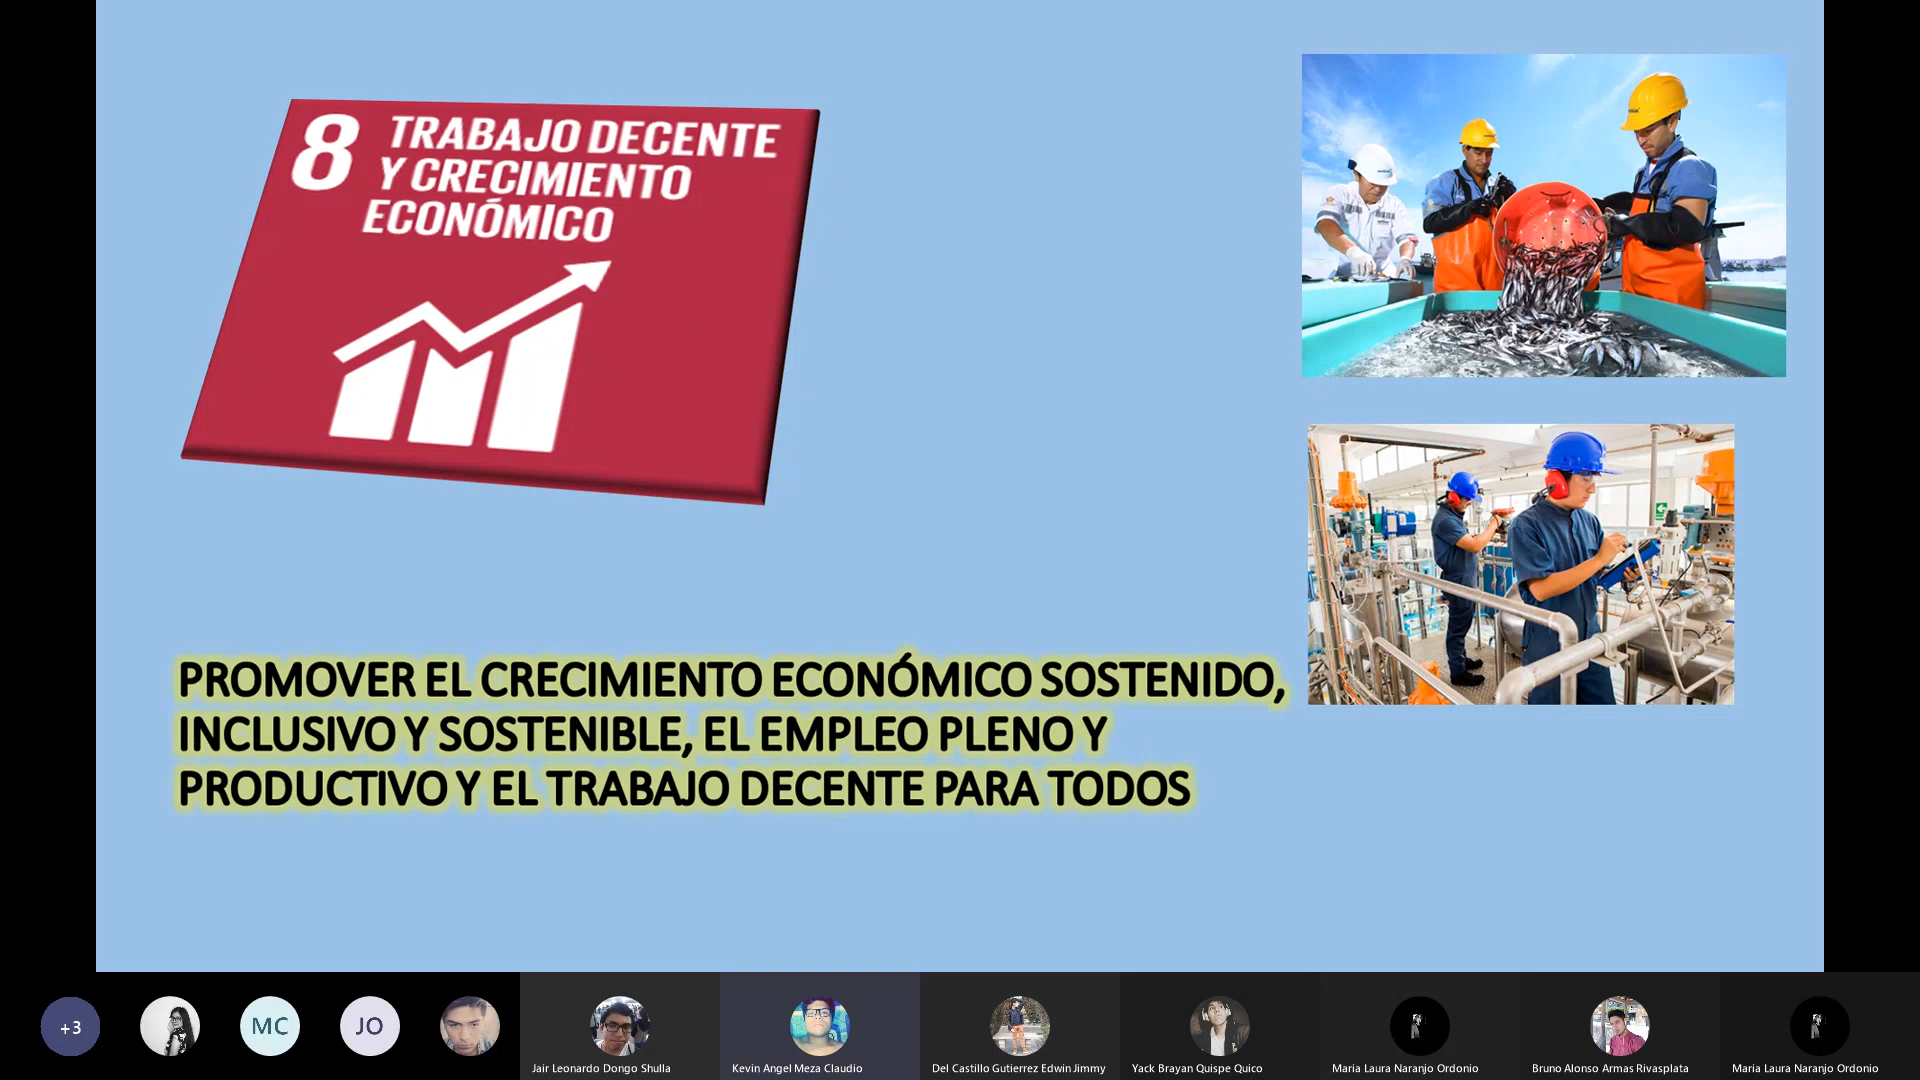 8 TRABAJO DECENTE
Y CRECIMIENTO
ECONÓMICO
PROMOVER EL CRECIMIENTO ECONÓMICO SOSTENIDO,
INCLUSIVO Y SOSTENIBLE, EL EMPLEO PLENO Y
PRODUCTIVO Y EL TRABAJO DECENTE PARA TODOS
+3
MC
JO
Jair Leonardo Dongo Shulla
Kevin Angel Meza Claudio
Del Castillo Gutierrez Edwin Jimmy
Yack Brayan Quispe Quico
Maria Laura Naranjo Ordonio
Bruno Alonso Armas Rivasplata
Maria Laura Naranjo Ordonio